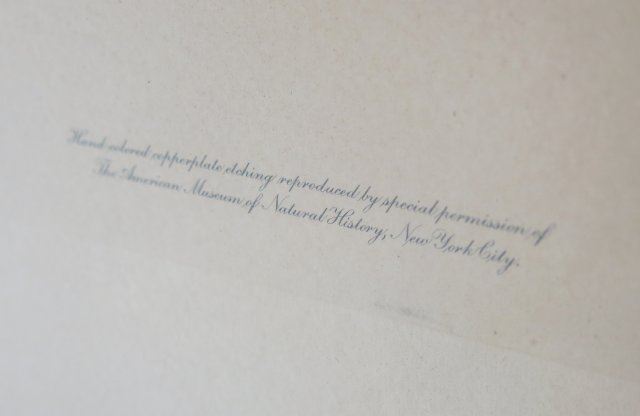 Hand colored copperplate etching reproduced by special permission of
The American Museum of Natural History, New York City.